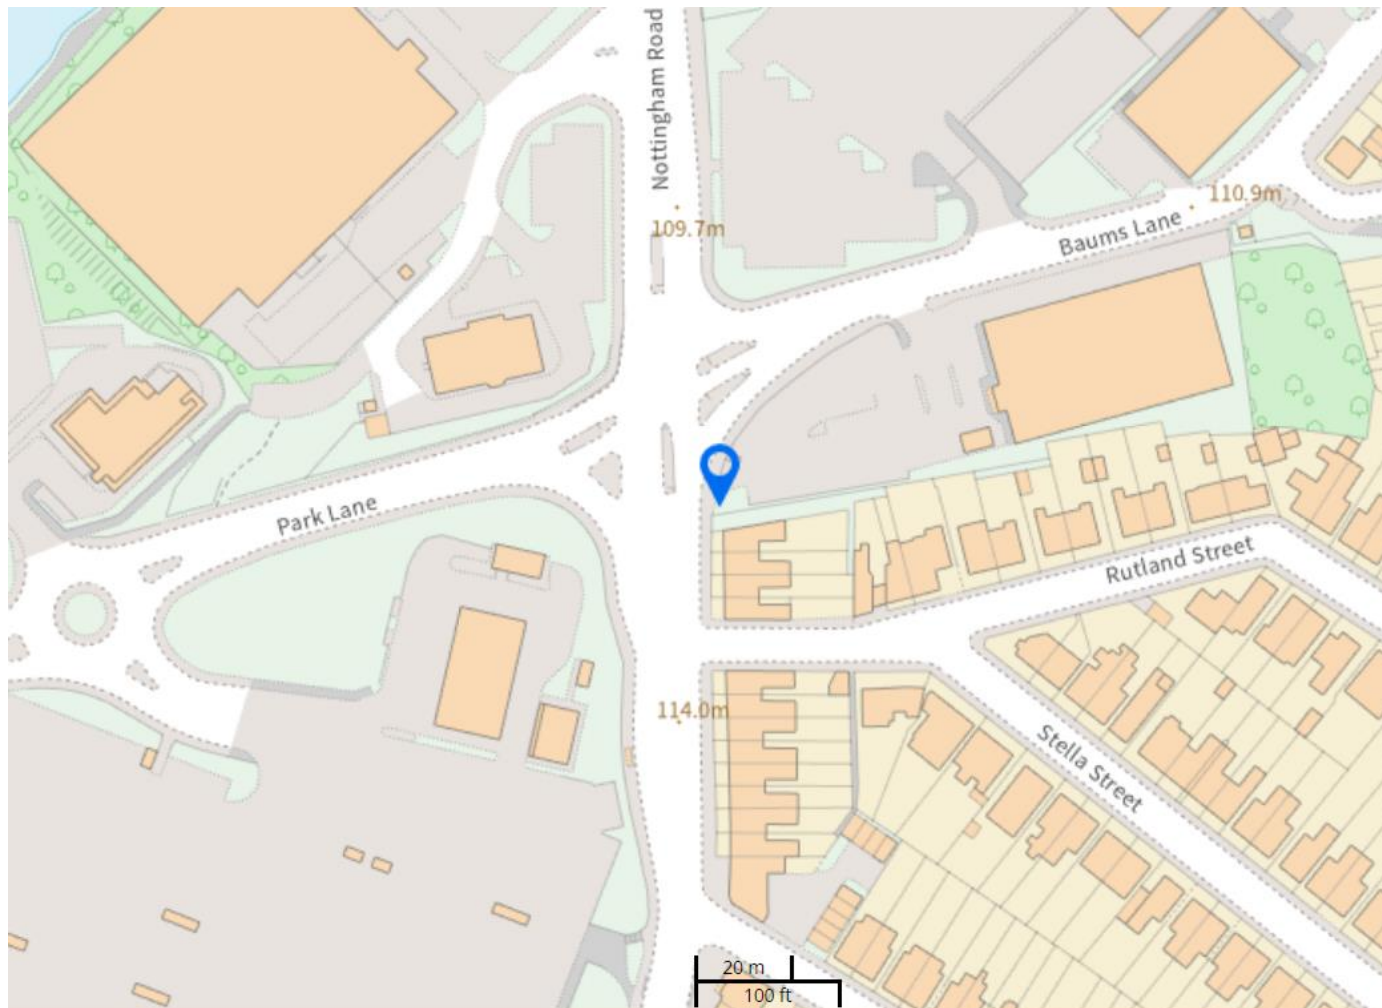 Nottingham Road
110.9m
109.7m
Baums Lane
Park Lane
Rutland Street
114.0m
Stella Street
20 m
100 ft